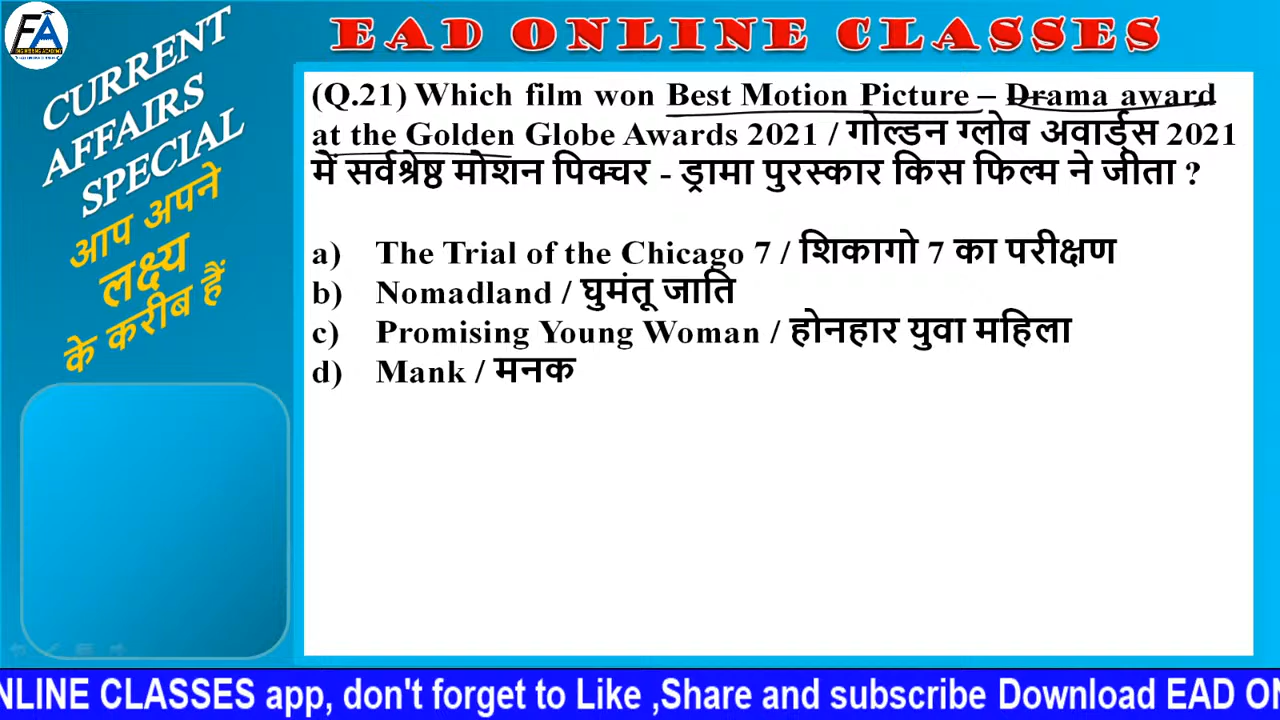 FA
EAD ONLINE CLASSES
CURRENT
AFFAIRS
SPECIAL
आप अपने
लक्ष्य
के करीब हैं
(Q.21) Which film won Best Motion Picture – Drama award
at the Golden Globe Awards 2021 / गोल्डन ग्लोब अवार्ड्स 2021
में सर्वश्रेष्ठ मोशन पिक्चर - ड्रामा पुरस्कार किस फिल्म ने जीता ?
a) The Trial of the Chicago 7 / शिकागो 7 का परीक्षण
b) Nomadland / घुमंतू जाति
c) Promising Young Woman / होनहार युवा महिला
d) Mank / मनक
NLINE CLASSES app, don't forget to Like ,Share and subscribe Download EAD ON